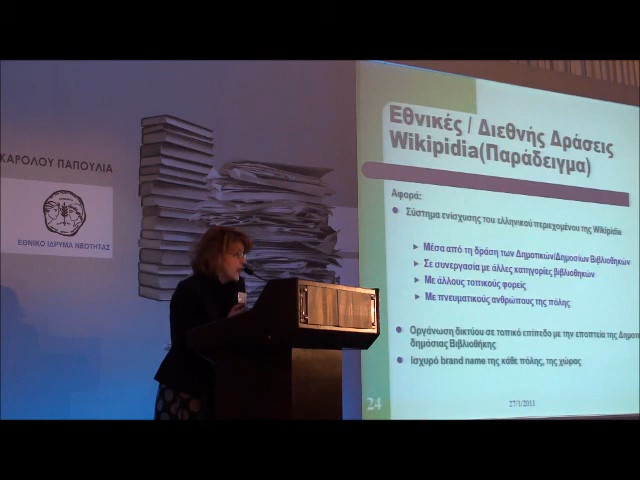 ΚΑΡΟΛΟΥ ΠΑΠΟΥΛΙΑ
ΕΘΝΙΚΟ ΙΔΡΥΜΑ ΝΕΟΤΗΤΑΣ
Εθνικές / Διεθνής Δράσεις
Wikipidia(Παράδειγμα)
Αφορά:
Σύστημα ενίσχυσης του ελληνικού περιεχομένου της Wikipidia
Μέσα από τη δράση των Δημοτικών/Δημοσίων Βιβλιοθηκών
Σε συνεργασία με άλλες κατηγορίες βιβλιοθηκών
Με άλλους τοπικούς φορείς
Με πνευματικούς ανθρώπους της πόλης
Οργάνωση δικτύου σε τοπικό επίπεδο με την εποπτεία της Δημοτ
δημόσιας Βιβλιοθήκης
Ισχυρό brand name της κάθε πόλης, της χώρας
24
27/1/2011